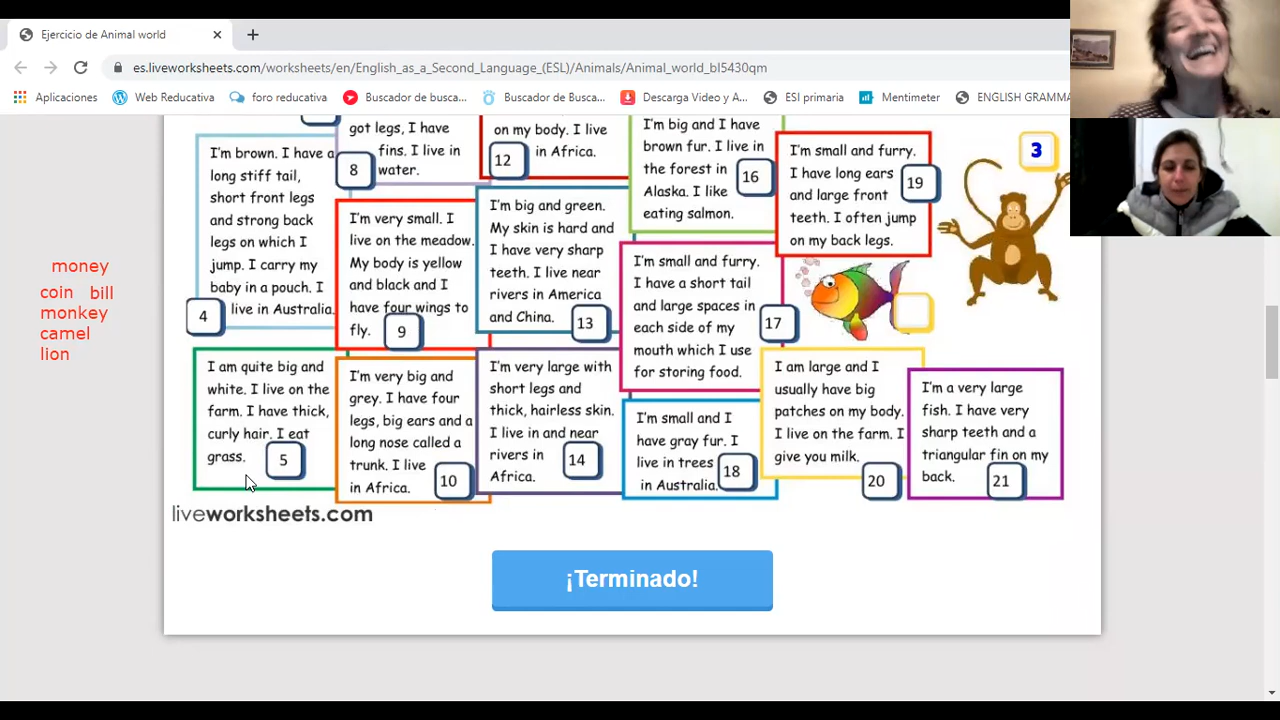 Ejercicio de Animal world
es.liveworksheets.com/worksheets/en/English_as_a_Second_Language_(ESL)/Animals/Animal_world_bl5430qm
Aplicaciones
Web Reducativa
foro reducativa
Buscador de busca...
Buscador de Busca...
Descarga Video y A...
ESI primaria
Mentimeter
ENGLISH GRAMMA
money
coin bill
monkey
camel
lion
I'm brown. I have a
long stiff tail,
short front legs
and strong back
legs on which I
jump. I carry my
baby in a pouch. I
live in Australia.
4
I am quite big and
white. I live on the
farm. I have thick,
curly hair. I eat
grass.
5
got legs, I have
fins. I live in
water.
8
I'm very small. I
live on the meadow.
My body is yellow
and black and I
have four wings to
fly.
9
I'm very big and
grey. I have four
legs, big ears and a
long nose called a
trunk. I live
in Africa.
10
on my body. I live
in Africa.
12
I'm big and green.
My skin is hard and
I have very sharp
teeth. I live near
rivers in America
and China.
13
I'm very large with
short legs and
thick, hairless skin.
I live in and near
rivers in
Africa.
14
I'm big and I have
brown fur. I live in
the forest in
Alaska. I like
eating salmon.
16
I'm small and furry.
I have a short tail
and large spaces in
each side of my
mouth which I use
for storing food.
17
I'm small and I
have gray fur. I
live in trees
in Australia.
18
I'm small and furry.
I have long ears
and large front
teeth. I often jump
on my back legs.
19
I am large and I
usually have big
patches on my body.
I live on the farm. I
give you milk.
20
I'm a very large
fish. I have very
sharp teeth and a
triangular fin on my
back.
21
3
liveworksheets.com
¡Terminado!